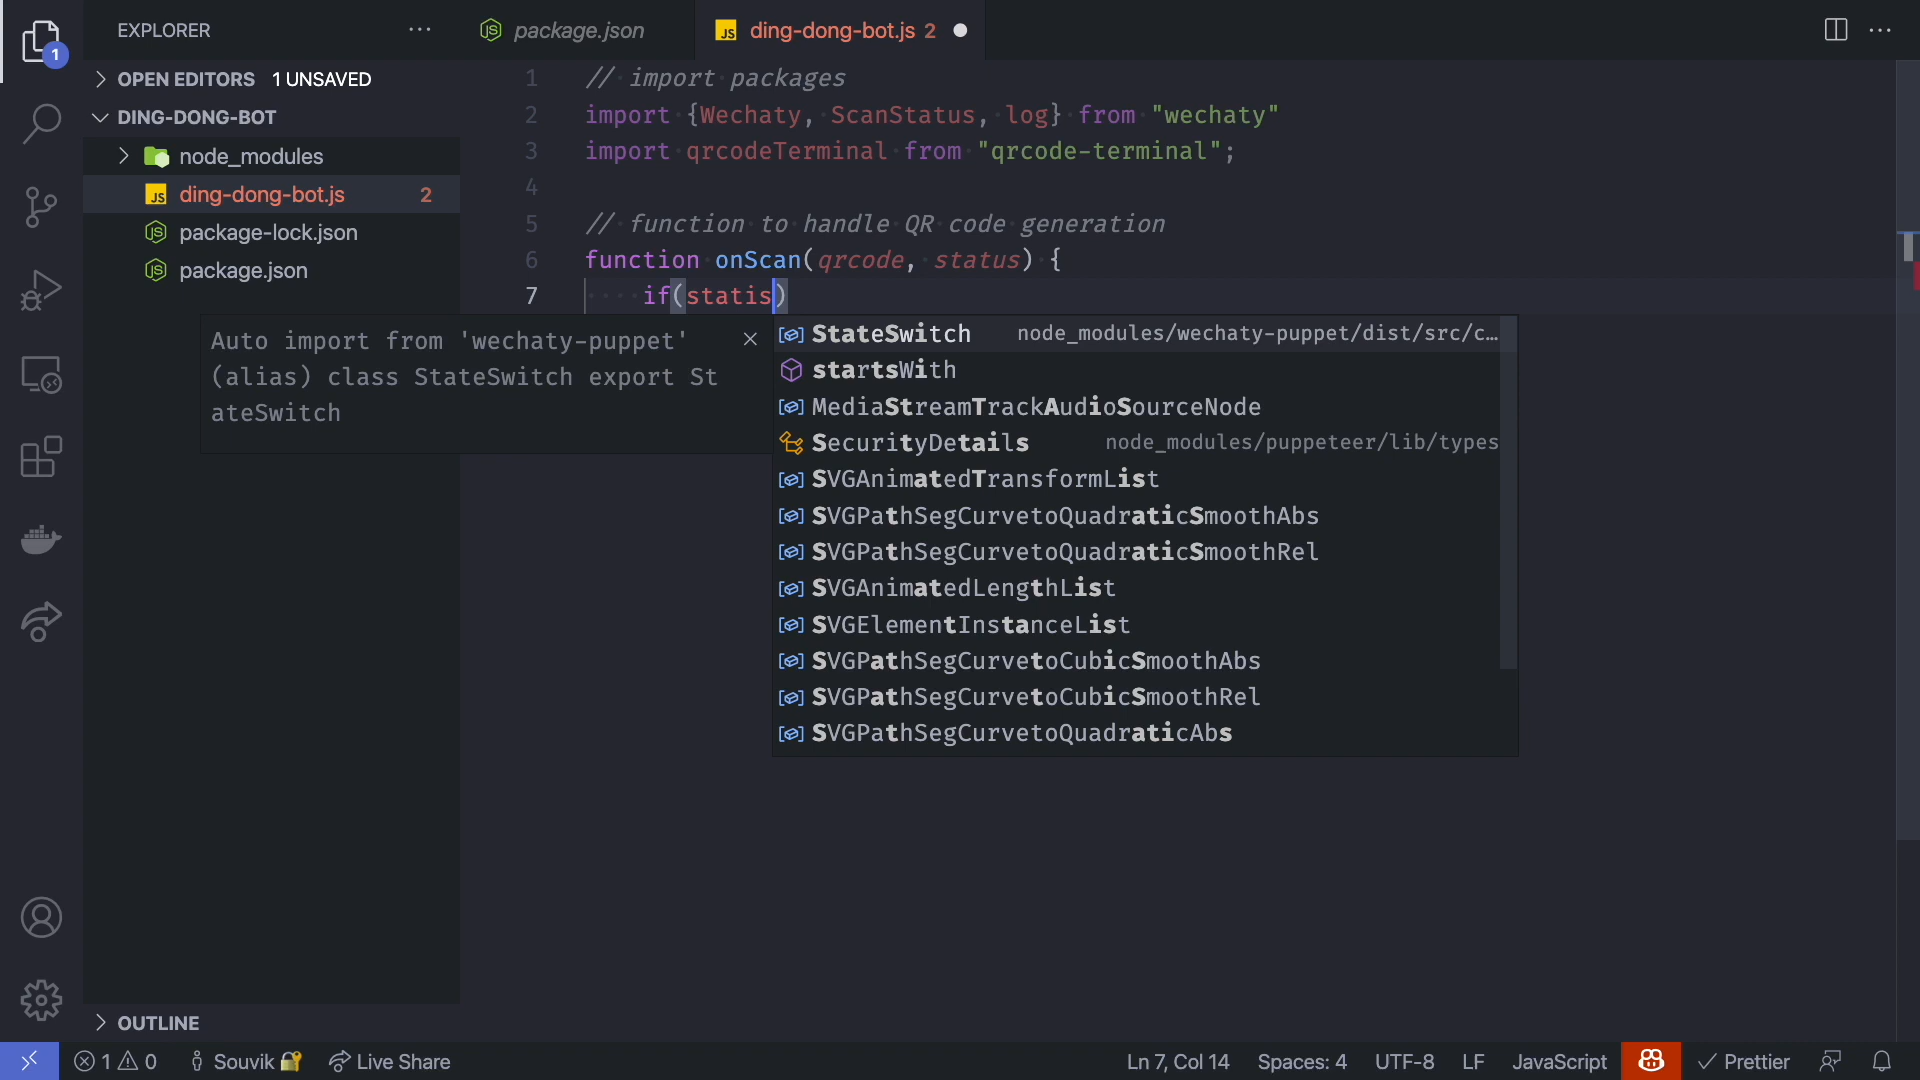 EXPLORER
package.json
ding-dong-bot.js 2
1
OPEN EDITORS 1 UNSAVED
DING-DONG-BOT
node_modules
ding-dong-bot.js 2
package-lock.json
package.json
1 // import packages
2 import {Wechaty, ScanStatus, log} from "wechaty"
3 import qrcodeTerminal from "qrcode-terminal";
4
5 // function to handle QR code generation
6 function onScan(qrcode, status) {
7 if(statis)
Auto import from 'wechaty-puppet'
(alias) class StateSwitch export St
ateSwitch
StateSwitch node_modules/wechaty-puppet/dist/src/c…
startsWith
MediaStreamTrackAudioSourceNode
SecurityDetails node_modules/puppeteer/lib/types
SVGAnimatedTransformList
SVGPathSegCurvetoQuadraticSmoothAbs
SVGPathSegCurvetoQuadraticSmoothRel
SVGAnimatedLengthList
SVGElementInstanceList
SVGPathSegCurvetoCubicSmoothAbs
SVGPathSegCurvetoCubicSmoothRel
SVGPathSegCurvetoQuadraticAbs
OUTLINE
1 0 Souvik Live Share Ln 7, Col 14 Spaces: 4 UTF-8 LF JavaScript Prettier